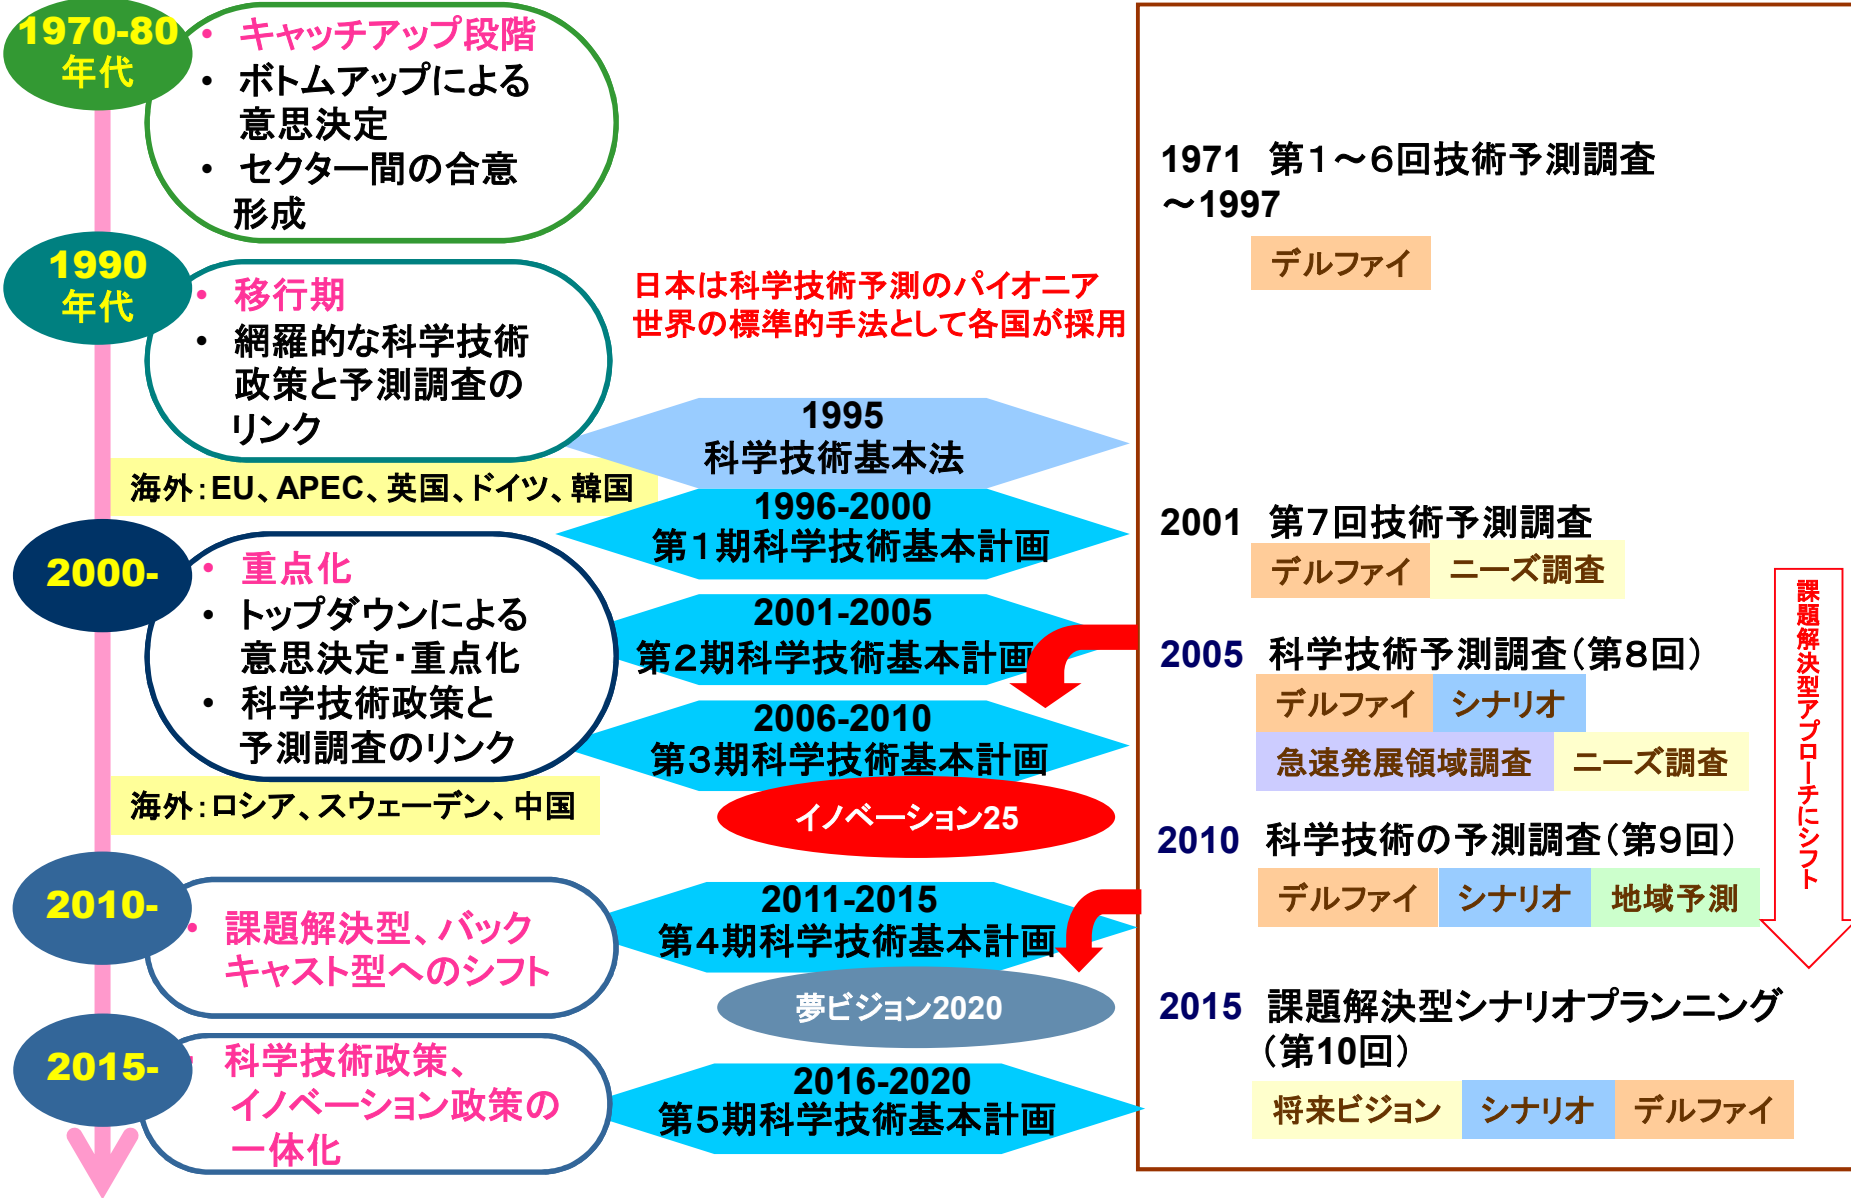 1970-80
年代
• キャッチアップ段階
• ボトムアップによる
意思決定
• セクター間の合意
形成
1990
年代
• 移行期
• 網羅的な科学技術
政策と予測調査の
リンク
海外：EU、APEC、英国、ドイツ、韓国
2000-
• 重点化
• トップダウンによる
意思決定・重点化
• 科学技術政策と
予測調査のリンク
海外：ロシア、スウェーデン、中国
2010-
• 課題解決型、バック
キャスト型へのシフト
2015-
• 科学技術政策、
イノベーション政策の
一体化
日本は科学技術予測のパイオニア
世界の標準的手法として各国が採用
1995
科学技術基本法
1996-2000
第１期科学技術基本計画
2001-2005
第２期科学技術基本計画
2006-2010
第３期科学技術基本計画
イノベーション25
2011-2015
第４期科学技術基本計画
夢ビジョン2020
2016-2020
第５期科学技術基本計画
1971 第１～６回技術予測調査
～1997
デルファイ
2001 第７回技術予測調査
デルファイ ニーズ調査
2005 科学技術予測調査（第８回）
デルファイ シナリオ
急速発展領域調査 ニーズ調査
2010 科学技術の予測調査（第９回）
デルファイ シナリオ 地域予測
2015 課題解決型シナリオプランニング
（第10回）
将来ビジョン シナリオ デルファイ
課題解決型アプローチにシフト